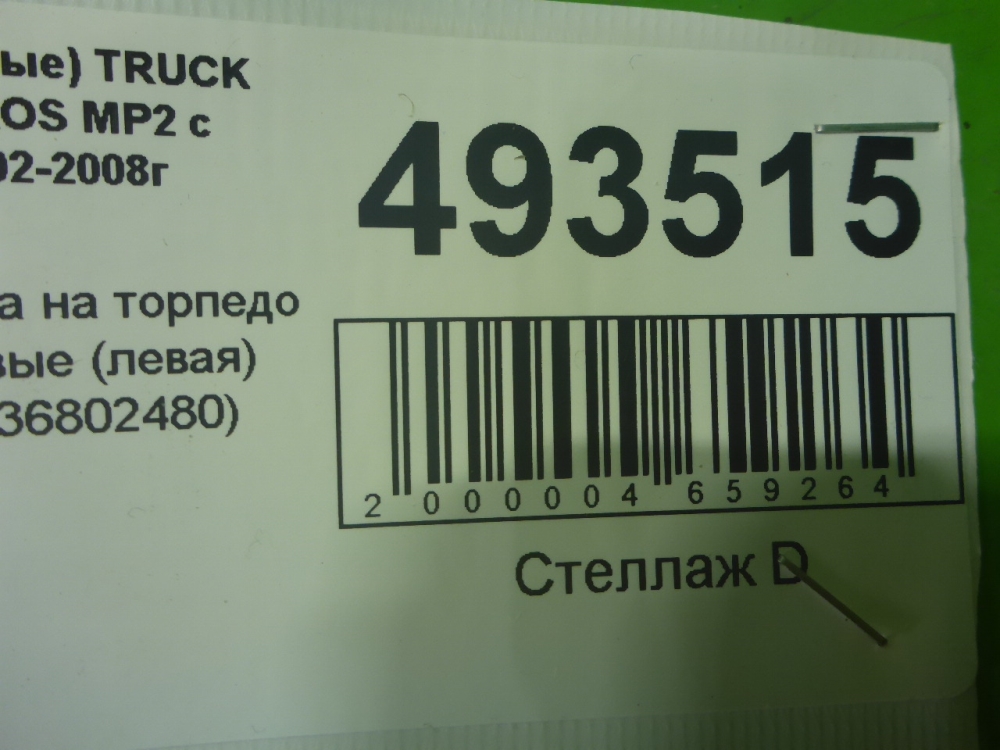 ые) TRUCK
OS MP2 с
02-2008г
493515
а на торпедо
вые (левая)
36802480)
2 000004 659264
Стеллаж D